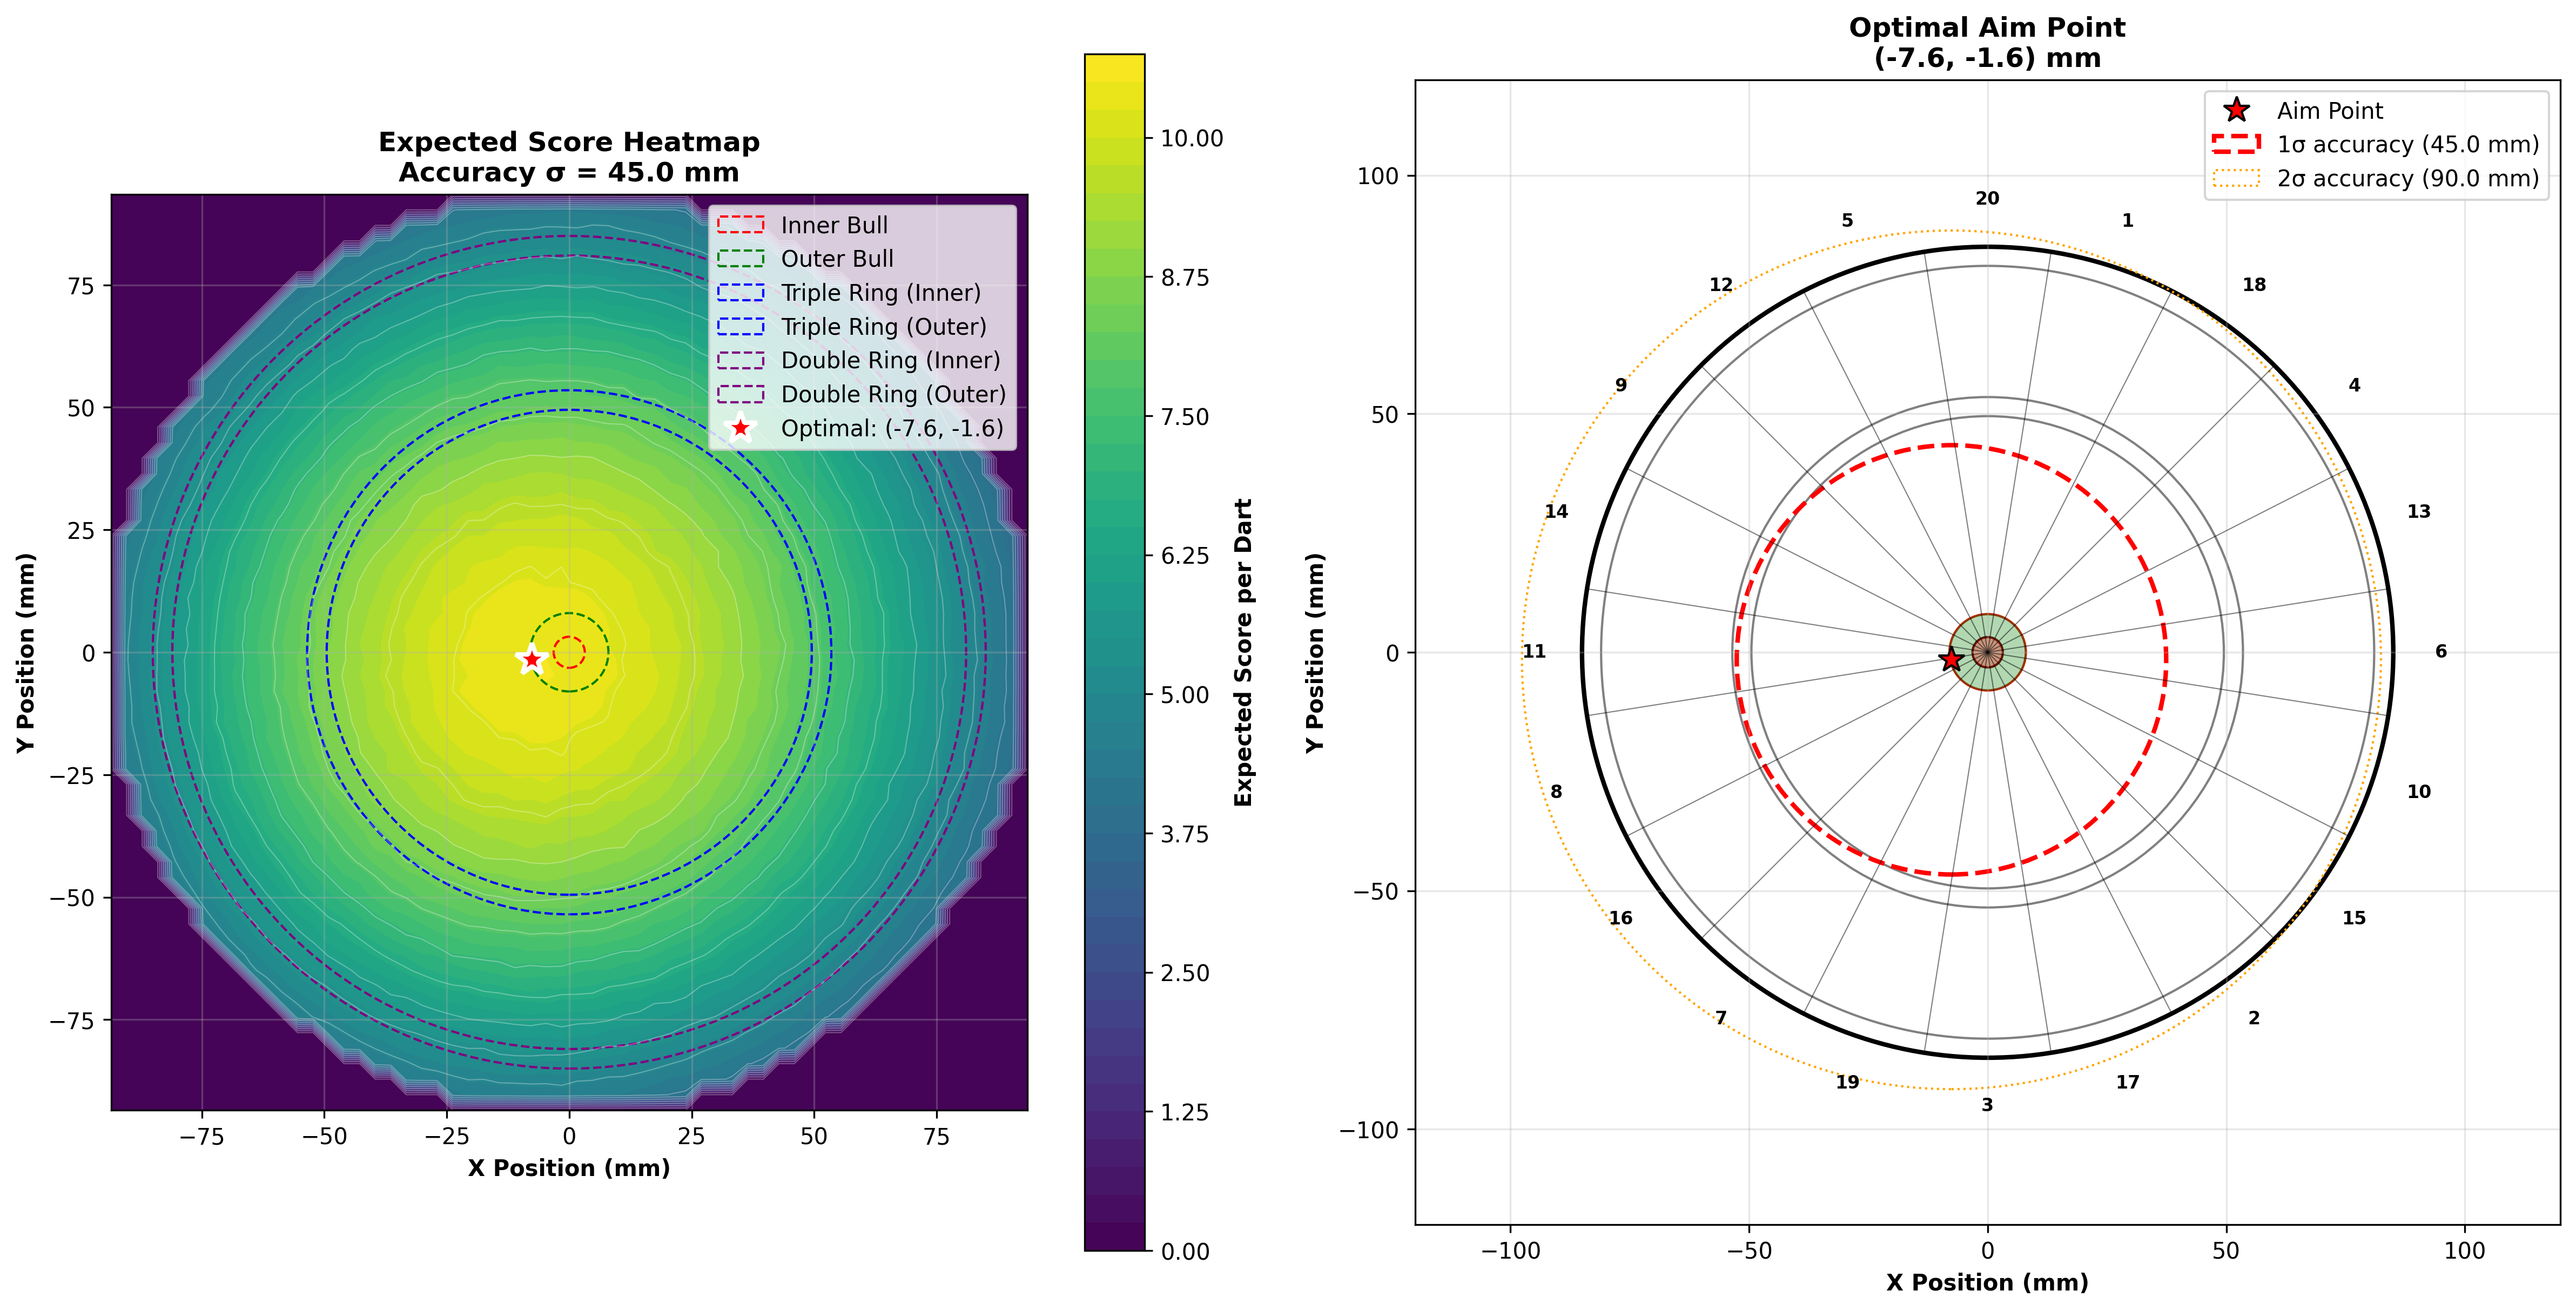 Expected Score Heatmap
Accuracy σ = 45.0 mm
Inner Bull
Outer Bull
Triple Ring (Inner)
Triple Ring (Outer)
Double Ring (Inner)
Double Ring (Outer)
Optimal: (-7.6, -1.6)
75
50
25
0
−25
−50
−75
Y Position (mm)
−75
−50
−25
0
25
50
75
X Position (mm)
10.00
8.75
7.50
6.25
5.00
3.75
2.50
1.25
0.00
Expected Score per Dart
Optimal Aim Point
(-7.6, -1.6) mm
Aim Point
1σ accuracy (45.0 mm)
2σ accuracy (90.0 mm)
20
1
18
4
13
6
10
15
2
17
3
19
7
16
8
11
14
9
12
5
100
50
0
−50
−100
Y Position (mm)
−100
−50
0
50
100
X Position (mm)